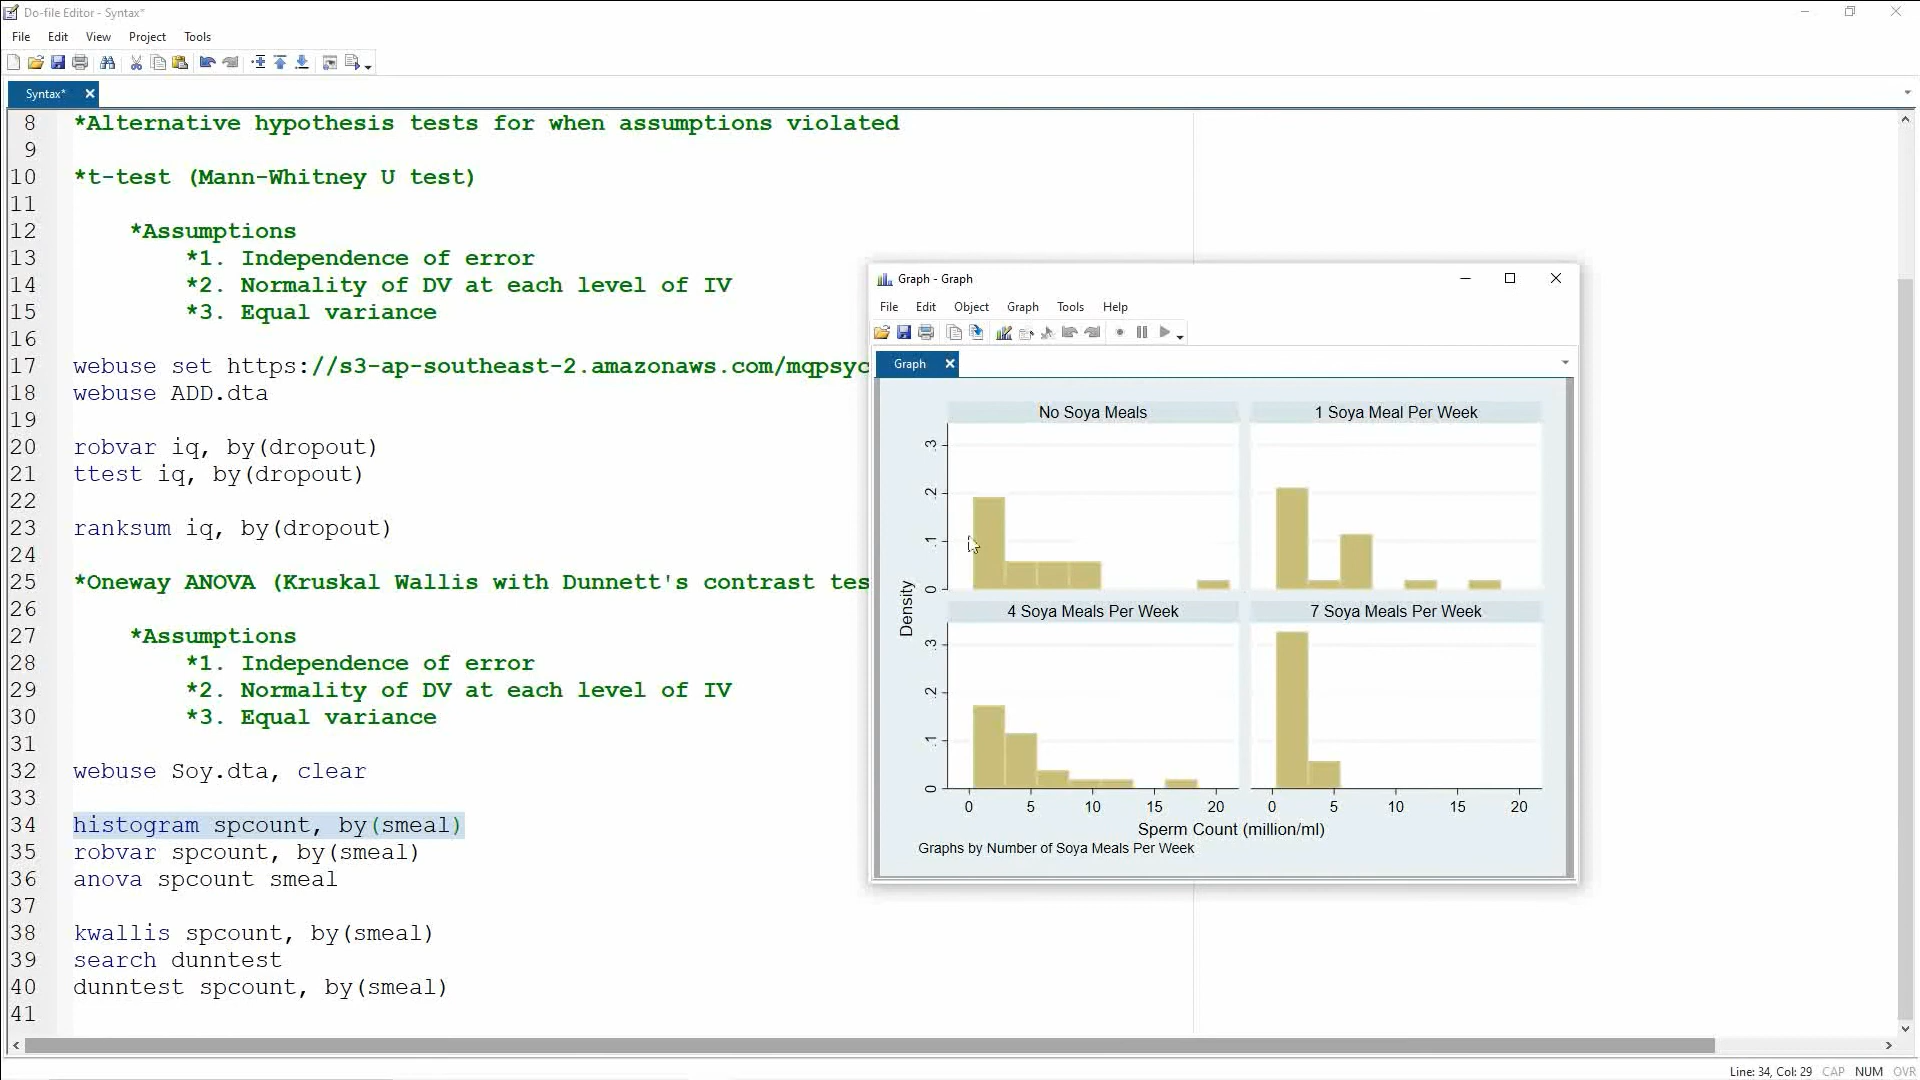 Do-file Editor - Syntax*
File Edit View Project Tools
Syntax*
8 *Alternative hypothesis tests for when assumptions violated
9
10 *t-test (Mann-Whitney U test)
11
12 *Assumptions
13 *1. Independence of error
14 *2. Normality of DV at each level of IV
15 *3. Equal variance
16
17 webuse set https://s3-ap-southeast-2.amazonaws.com/mqpsyc
18 webuse ADD.dta
19
20 robvar iq, by(dropout)
21 ttest iq, by(dropout)
22
23 ranksum iq, by(dropout)
24
25 *Oneway ANOVA (Kruskal Wallis with Dunnett's contrast tes
26
27 *Assumptions
28 *1. Independence of error
29 *2. Normality of DV at each level of IV
30 *3. Equal variance
31
32 webuse Soy.dta, clear
33
34 histogram spcount, by(smeal)
35 robvar spcount, by(smeal)
36 anova spcount smeal
37
38 kwallis spcount, by(smeal)
39 search dunntest
40 dunntest spcount, by(smeal)
41
Graph - Graph
File Edit Object Graph Tools Help
Graph
No Soya Meals
1 Soya Meal Per Week
.3
.2
.1
0
4 Soya Meals Per Week
7 Soya Meals Per Week
.3
.2
.1
0
Density
0 5 10 15 20
0 5 10 15 20
Sperm Count (million/ml)
Graphs by Number of Soya Meals Per Week
Line: 34, Col: 29 CAP NUM OVR